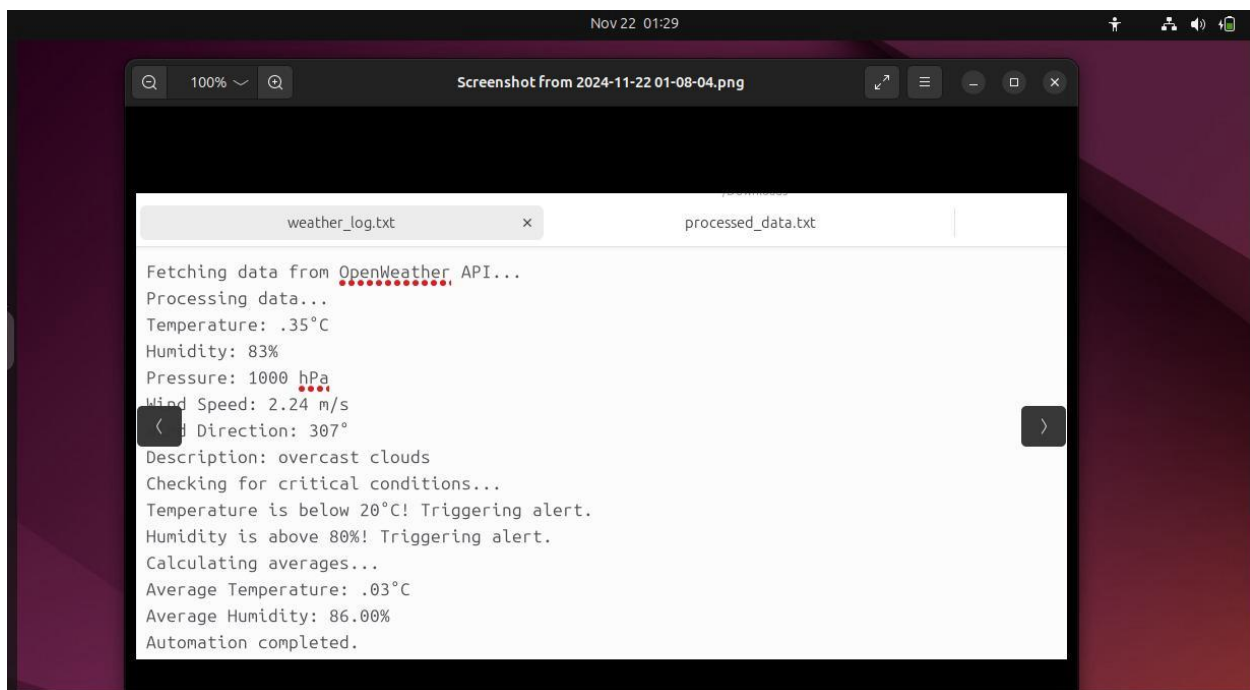 Nov 22 01:29
100%
Screenshot from 2024-11-22 01-08-04.png
weather_log.txt
processed_data.txt
Fetching data from OpenWeather API...
Processing data...
Temperature: .35°C
Humidity: 83%
Pressure: 1000 hPa
Wind Speed: 2.24 m/s
Direction: 307°
Description: overcast clouds
Checking for critical conditions...
Temperature is below 20°C! Triggering alert.
Humidity is above 80%! Triggering alert.
Calculating averages...
Average Temperature: .03°C
Average Humidity: 86.00%
Automation completed.